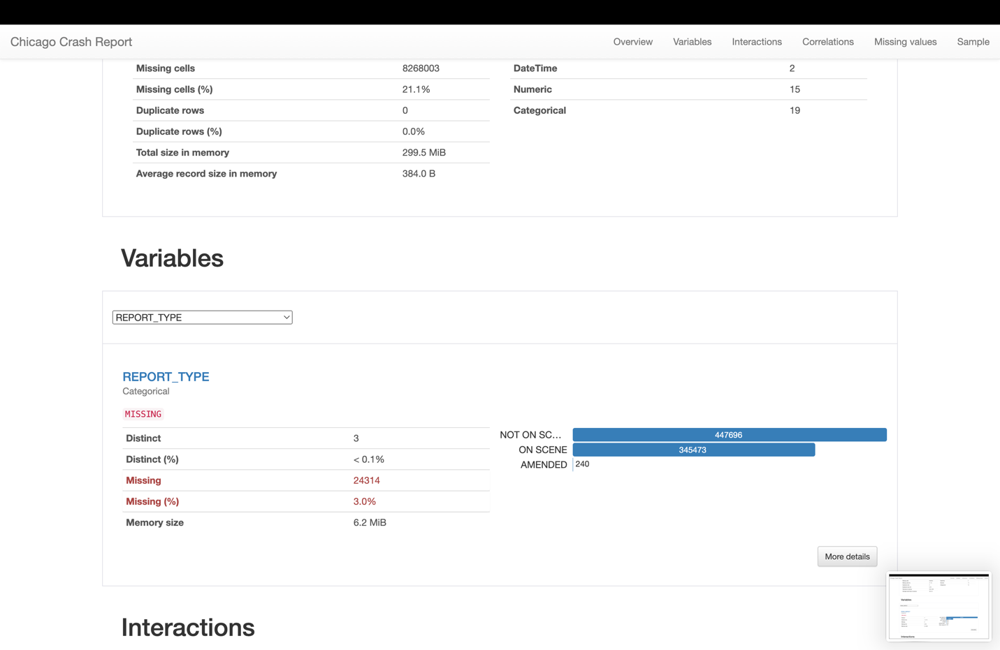 Chicago Crash Report
Overview Variables Interactions Correlations Missing values Sample
Missing cells 8268003
Missing cells (%) 21.1%
Duplicate rows 0
Duplicate rows (%) 0.0%
Total size in memory 299.5 MiB
Average record size in memory 384.0 B
DateTime 2
Numeric 15
Categorical 19
Variables
REPORT_TYPE
REPORT_TYPE
Categorical
MISSING
Distinct 3
Distinct (%) < 0.1%
Missing 24314
Missing (%) 3.0%
Memory size 6.2 MiB
NOT ON SC... 447696
ON SCENE 345473
AMENDED 240
More details
Interactions
Variables
Interactions